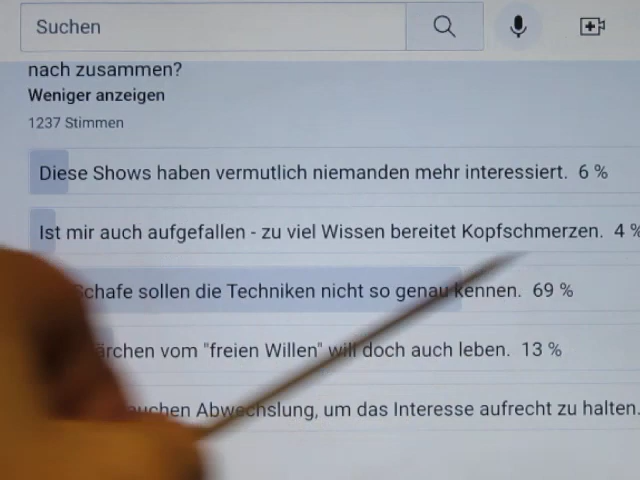 Suchen
nach zusammen?
Weniger anzeigen
1237 Stimmen
Diese Shows haben vermutlich niemanden mehr interessiert. 6 %
Ist mir auch aufgefallen - zu viel Wissen bereitet Kopfschmerzen. 4 %
Schafe sollen die Techniken nicht so genau kennen. 69 %
vom "freien Willen" will doch auch leben. 13 %
Abwechslung, um das Interesse aufrecht zu halten.